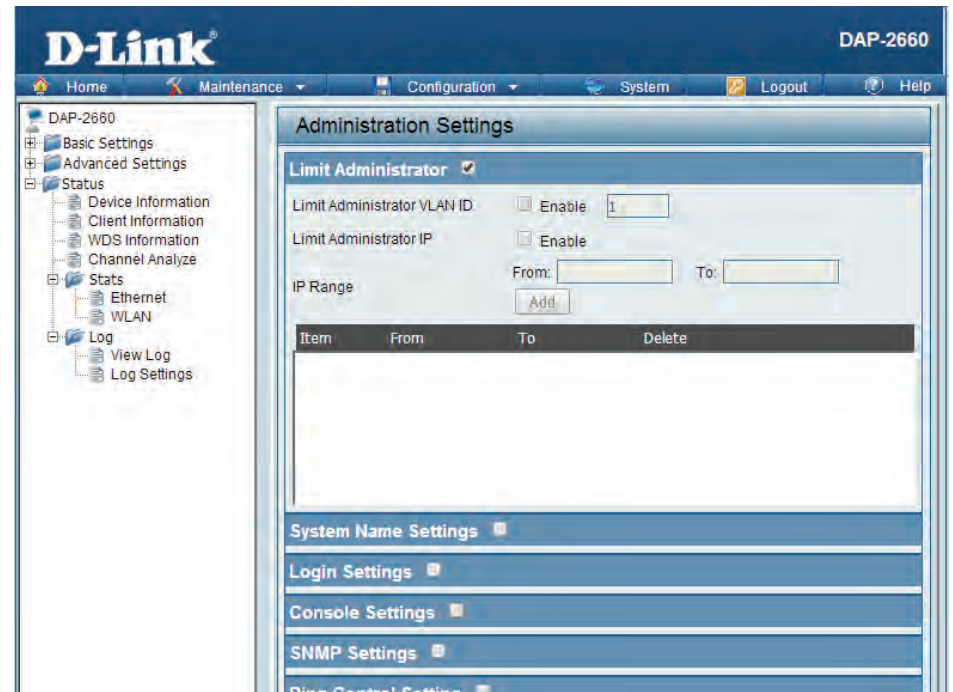 D-Link®
DAP-2660
Home Maintenance Configuration System Logout Help
DAP-2660
Basic Settings
Advanced Settings
Status
Device Information
Client Information
WDS Information
Channel Analyze
Stats
Ethernet
WLAN
Log
View Log
Log Settings
Administration Settings
Limit Administrator
Limit Administrator VLAN ID Enable 1
Limit Administrator IP Enable
IP Range From: To:
Add
Item From To Delete
System Name Settings
Login Settings
Console Settings
SNMP Settings
Ping Control Setting